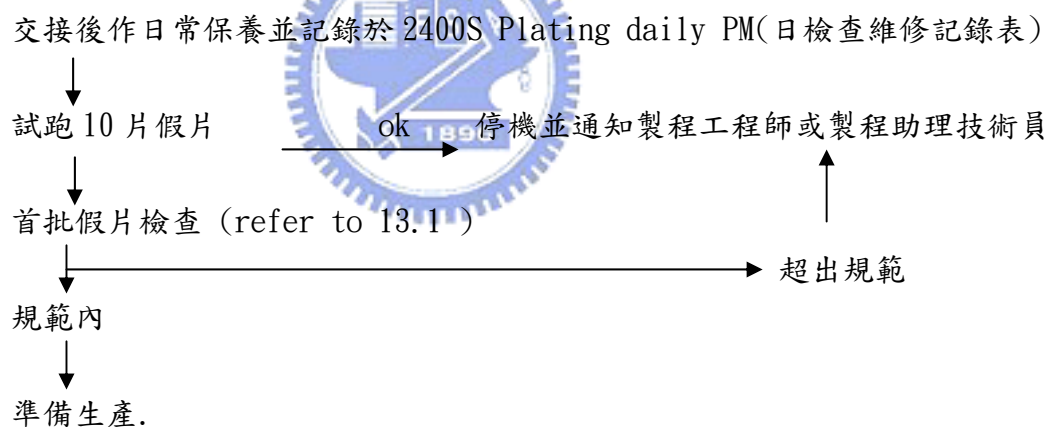 交接後作日常保養並記錄於 2400S Plating daily PM(日檢查維修記錄表)
試跑 10 片假片 ok 停機並通知製程工程師或製程助理技術員
首批假片檢查 (refer to 13.1 )
超出規範
規範內
準備生產.
1896